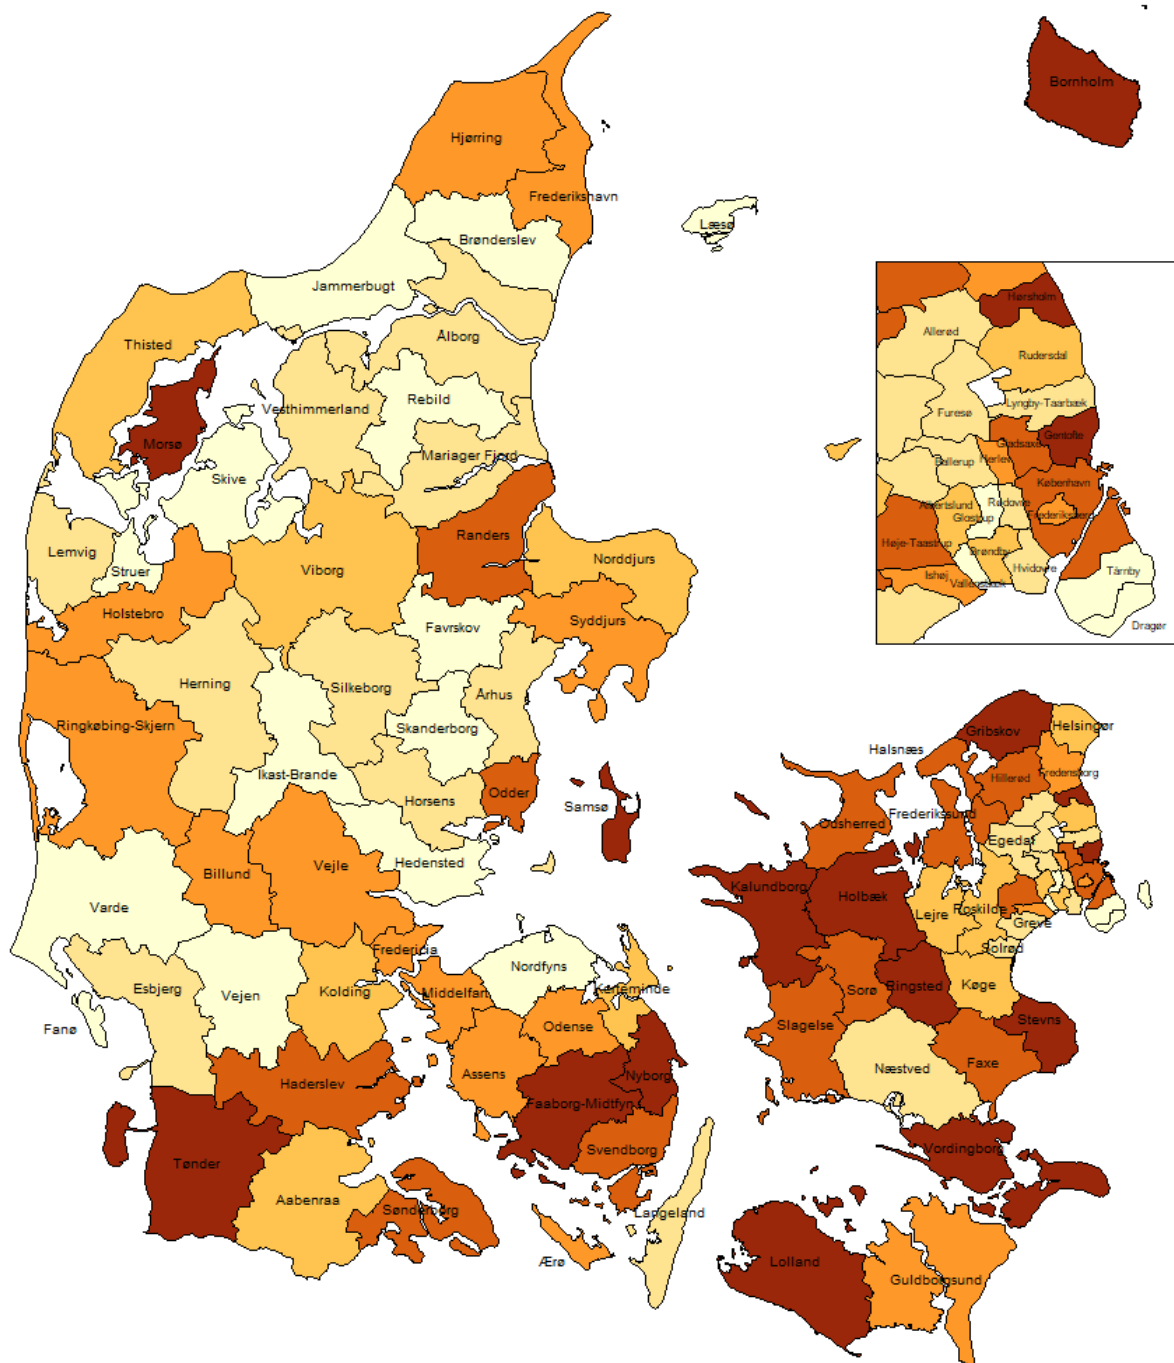 Bornholm
Hjørring
Frederikshavn
Læsø
Brønderslev
Jammerbugt
Ålborg
Thisted
Rebild
Vesthimmerland
Morsø
Mariager Fjord
Skive
Randers
Lemvig
Struer
Viborg
Norddjurs
Holstebro
Favrskov
Syddjurs
Herning
Silkeborg
Århus
Ringkøbing-Skjern
Skanderborg
Ikast-Brande
Horsens
Odder
Samsø
Hedensted
Billund
Vejle
Varde
Fredericia
Nordfyns
Esbjerg
Vejen
Kolding
Middelfart
Kerteminde
Fanø
Odense
Assens
Nyborg
Haderslev
Faaborg-Midtfyn
Svendborg
Tønder
Aabenraa
Sønderborg
Langeland
Ærø
Hørsholm
Allerød
Rudersdal
Lyngby-Taarbæk
Furesø
Gentofte
Gladsaxe
Ballerup
Herlev
København
Albertslund
Rødovre
Glostrup
Frederiksberg
Høje-Taastrup
Brøndby
Hvidovre
Ishøj
Vallensbæk
Tårnby
Dragør
Gribskov
Helsingør
Halsnæs
Hillerød
Fredensborg
Frederikssund
Odsherred
Egedal
Kalundborg
Holbæk
Lejre
Roskilde
Greve
Solrød
Sorø
Ringsted
Køge
Slagelse
Stevns
Næstved
Faxe
Vordingborg
Lolland
Guldborgsund